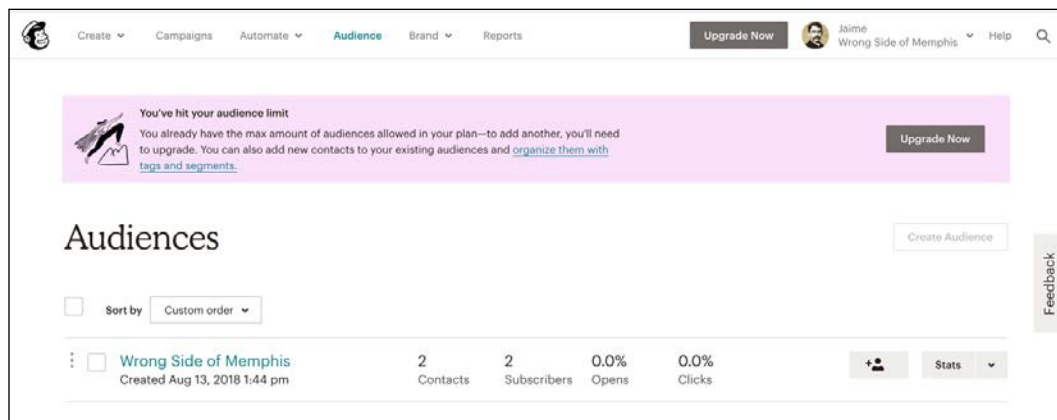 Create Campaigns Automate Audience Brand Reports Upgrade Now Jaime Help
Wrong Side of Memphis
You've hit your audience limit
You already have the max amount of audiences allowed in your plan—to add another, you'll need
to upgrade. You can also add new contacts to your existing audiences and organize them with
tags and segments.
Upgrade Now
Audiences
Create Audience
Feedback
Sort by Custom order
Wrong Side of Memphis 2 2 0.0% 0.0%
Created Aug 13, 2018 1:44 pm Contacts Subscribers Opens Clicks
Stats